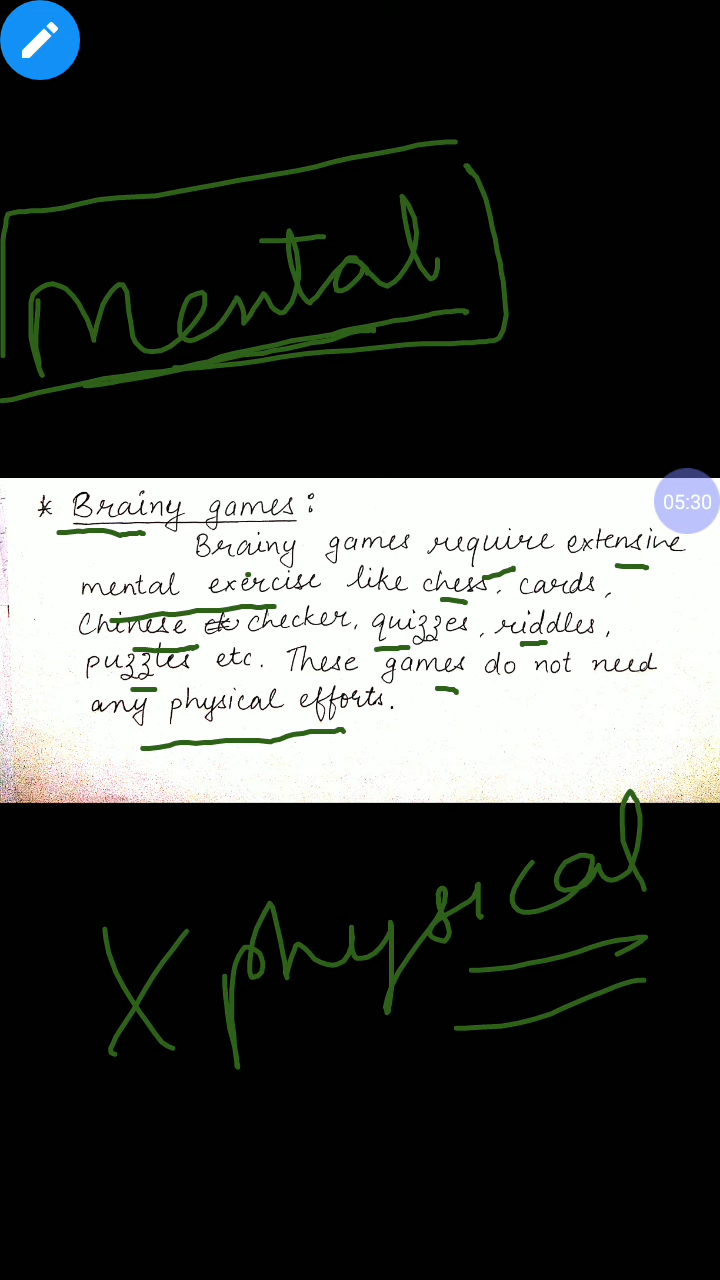 Mental
* Brainy games:
05:30
Brainy games require extensive
mental exercise like chess, cards,
Chinese checker, quizzes, riddles,
puzzles etc. These games do not need
any physical efforts.
X physical